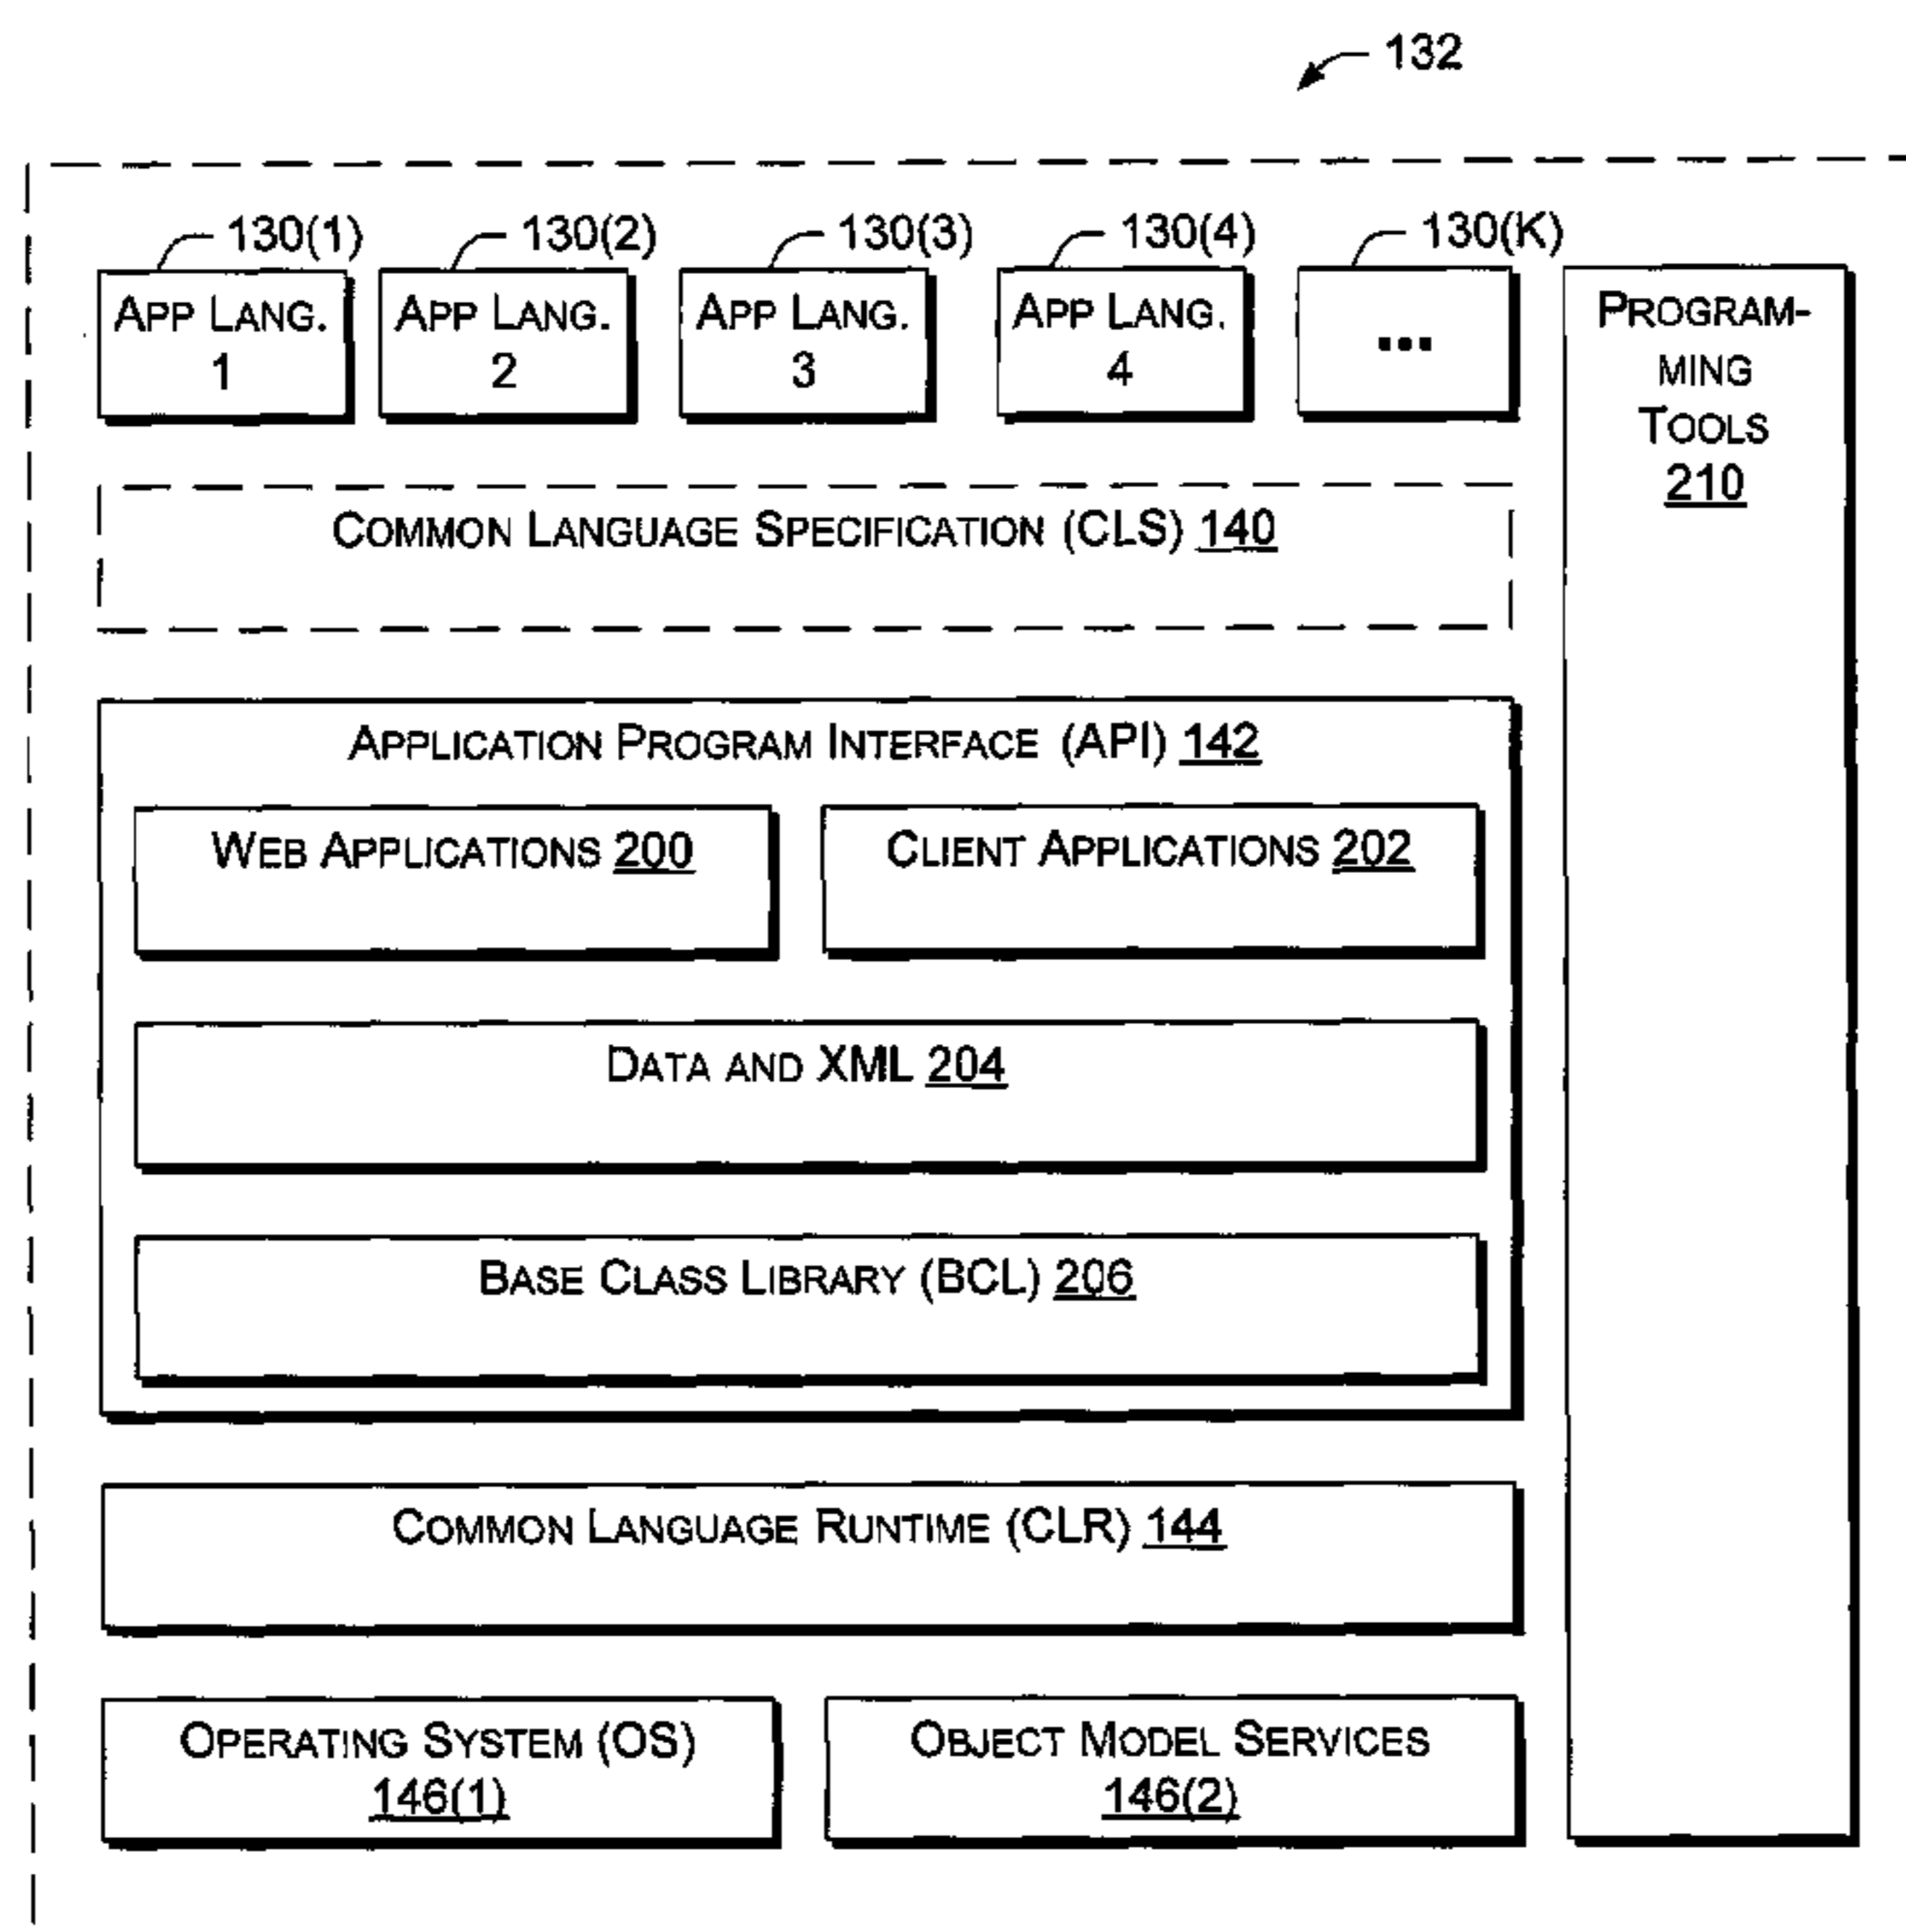 132
130(1) 130(2) 130(3) 130(4) 130(K)
APP LANG.
1
APP LANG.
2
APP LANG.
3
APP LANG.
4
...
PROGRAM-
MING
TOOLS
210
COMMON LANGUAGE SPECIFICATION (CLS) 140
APPLICATION PROGRAM INTERFACE (API) 142
WEB APPLICATIONS 200
CLIENT APPLICATIONS 202
DATA AND XML 204
BASE CLASS LIBRARY (BCL) 206
COMMON LANGUAGE RUNTIME (CLR) 144
OPERATING SYSTEM (OS)
146(1)
OBJECT MODEL SERVICES
146(2)